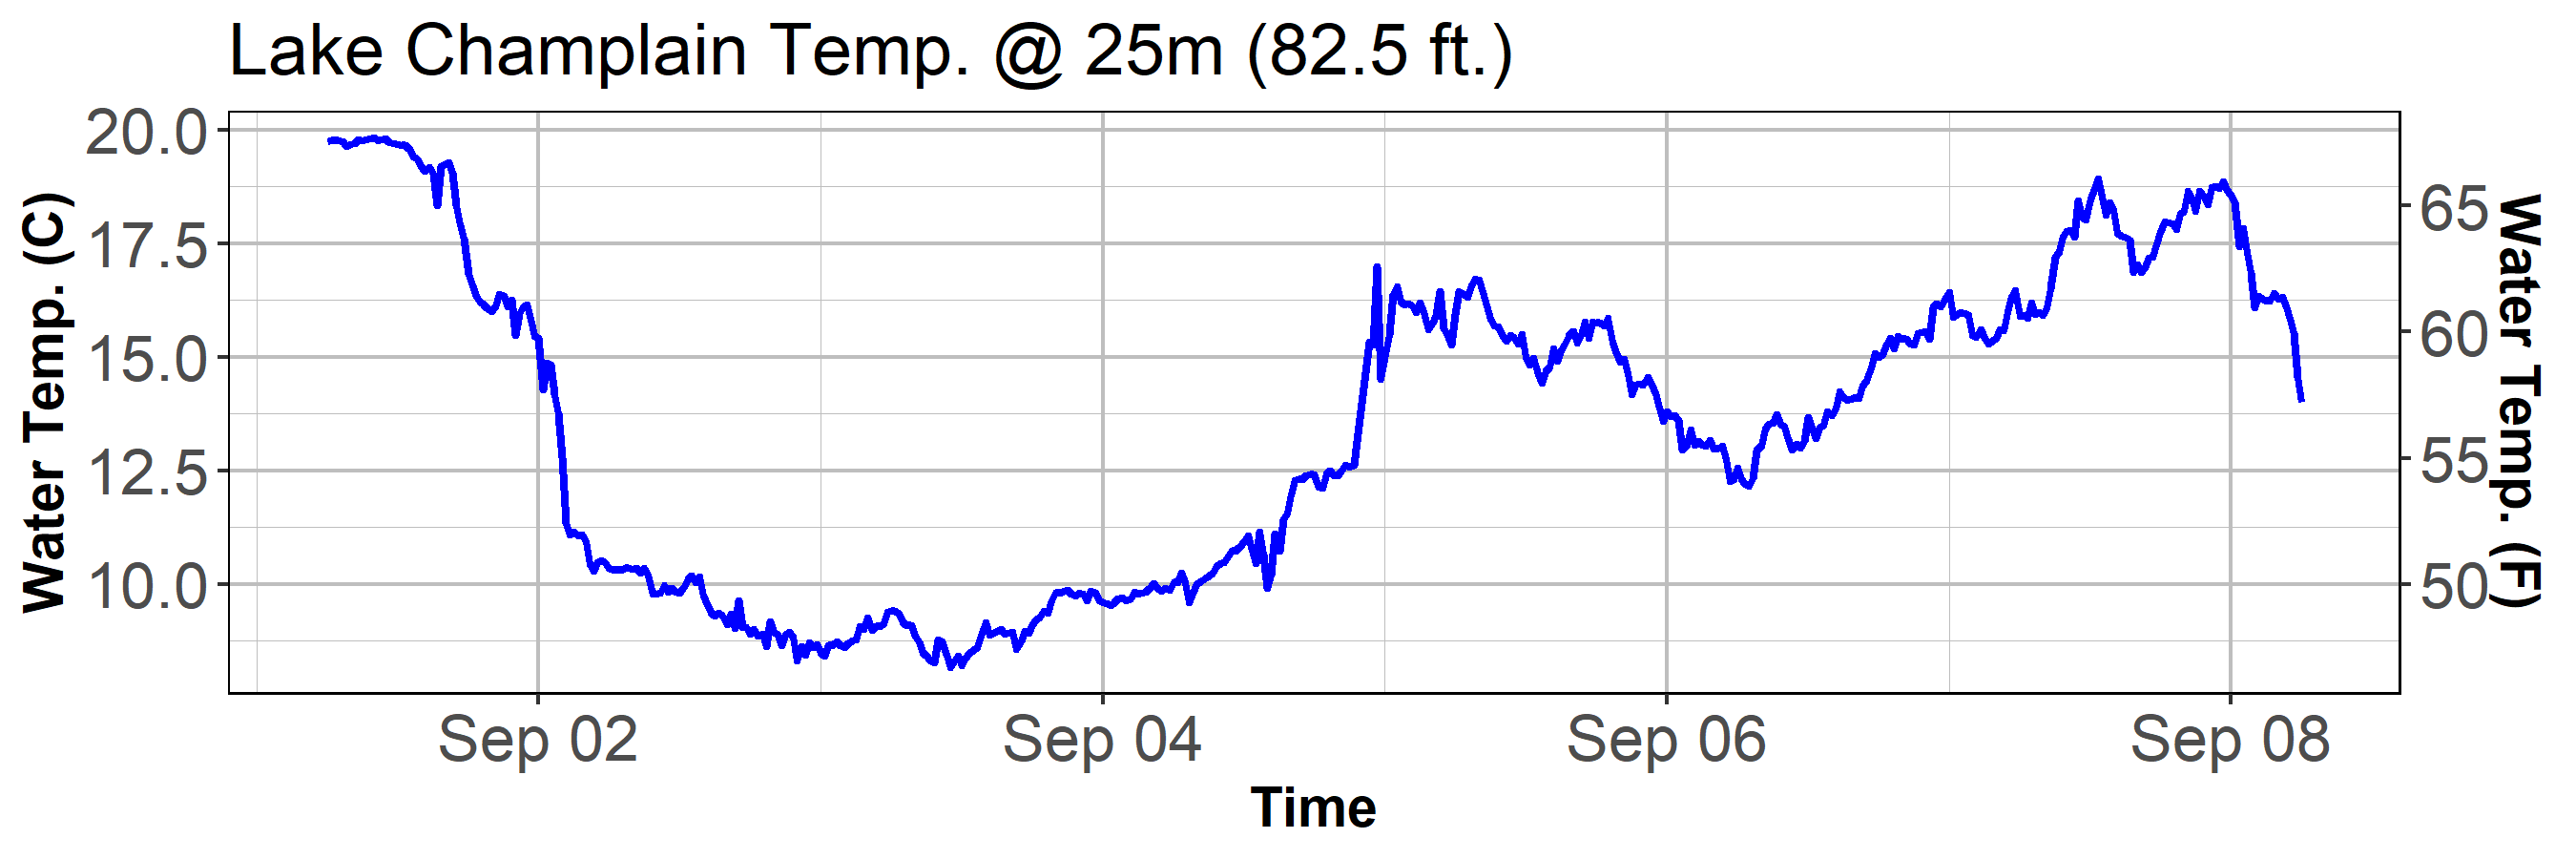 Lake Champlain Temp. @ 25m (82.5 ft.)
Water Temp. (C)
20.0
17.5
15.0
12.5
10.0
65
60
55
50
Water Temp. (F)
Sep 02 Sep 04 Sep 06 Sep 08
Time